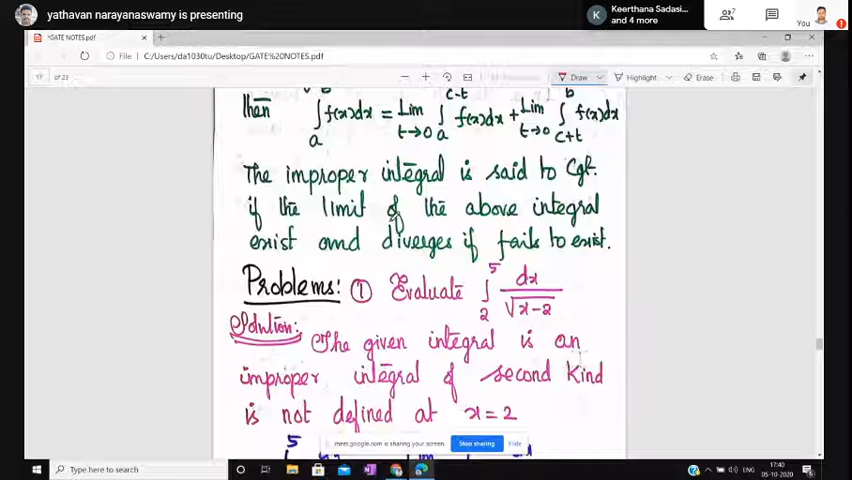 yathavan narayanaswamy is presenting
Keerthana Sadasi...
and 4 more
7
You
*GATE NOTES.pdf
File | C:/Users/da1030tu/Desktop/GATE%20NOTES.pdf
17 of 23
Draw
Highlight
Erase
Then ∫ₐ f(x)dx = Lim t→0 ∫ₐ^(c-t) f(x)dx + Lim t→0 ∫_(c+t)^b f(x)dx
The improper integral is said to Cgt.
if the limit of the above integral
exist and diverges if fails to exist.
Problems: ① Evaluate ∫₂⁵ dx/√(x-2)
Solution: The given integral is an
improper integral of second kind
is not defined at x = 2
5
meet.google.com is sharing your screen.
Stop sharing
Hide
Type here to search
17:40
05-10-2020